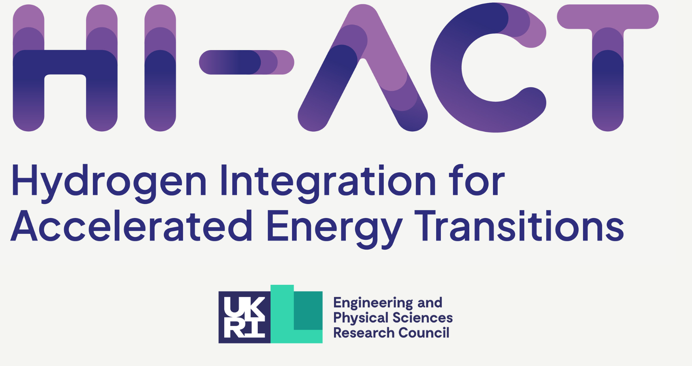 HI-ACT
Hydrogen Integration for
Accelerated Energy Transitions
UK
RI
Engineering and
Physical Sciences
Research Council